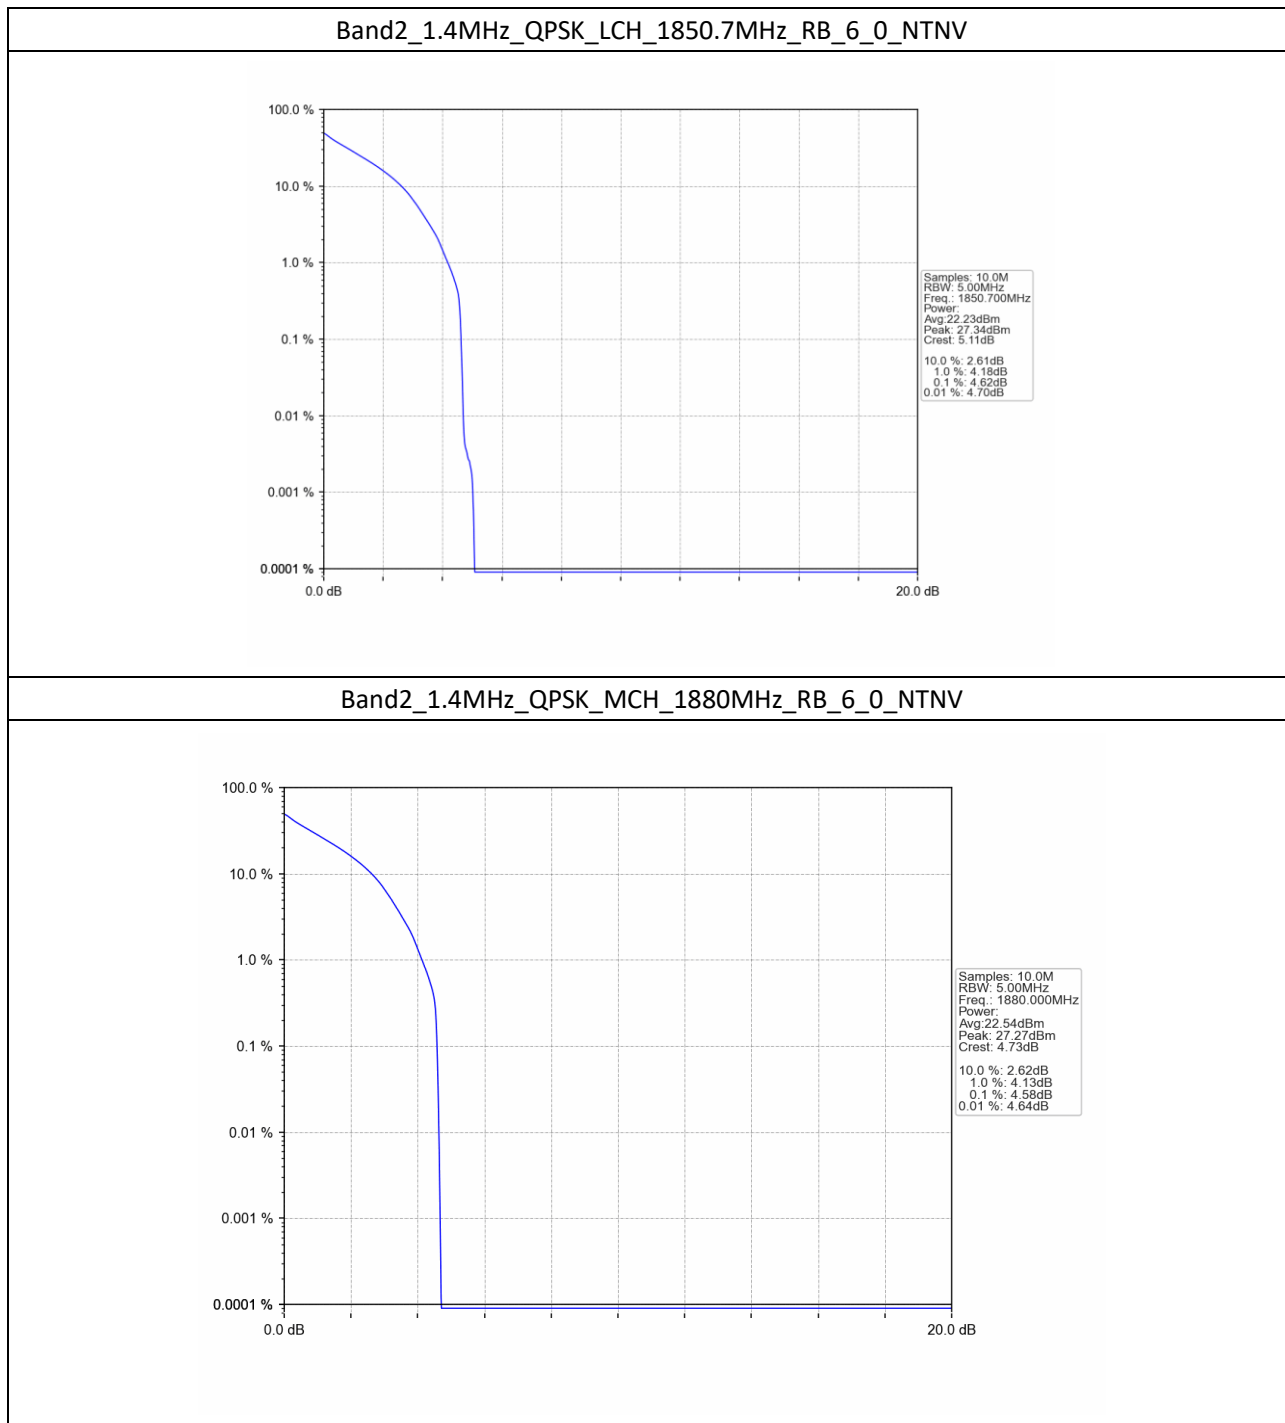 Band2_1.4MHz_QPSK_LCH_1850.7MHz_RB_6_0_NTNV
100.0 %
10.0 %
1.0 %
0.1 %
0.01 %
0.001 %
0.0001 %
0.0 dB
20.0 dB
Samples: 10.0M
RBW: 5.00MHz
Freq.: 1850.700MHz
Power:
Avg:22.23dBm
Peak: 27.34dBm
Crest: 5.11dB
10.0 %: 2.61dB
1.0 %: 4.18dB
0.1 %: 4.62dB
0.01 %: 4.70dB
Band2_1.4MHz_QPSK_MCH_1880MHz_RB_6_0_NTNV
100.0 %
10.0 %
1.0 %
0.1 %
0.01 %
0.001 %
0.0001 %
0.0 dB
20.0 dB
Samples: 10.0M
RBW: 5.00MHz
Freq.: 1880.000MHz
Power:
Avg:22.54dBm
Peak: 27.27dBm
Crest: 4.73dB
10.0 %: 2.62dB
1.0 %: 4.13dB
0.1 %: 4.58dB
0.01 %: 4.64dB